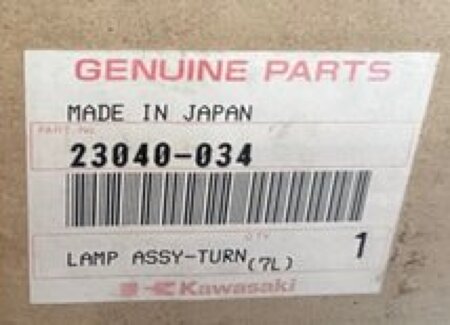 GENUINE PARTS
MADE IN JAPAN
PART NO.
23040-034
QTY
LAMP ASSY-TURN(7L) 1
Kawasaki